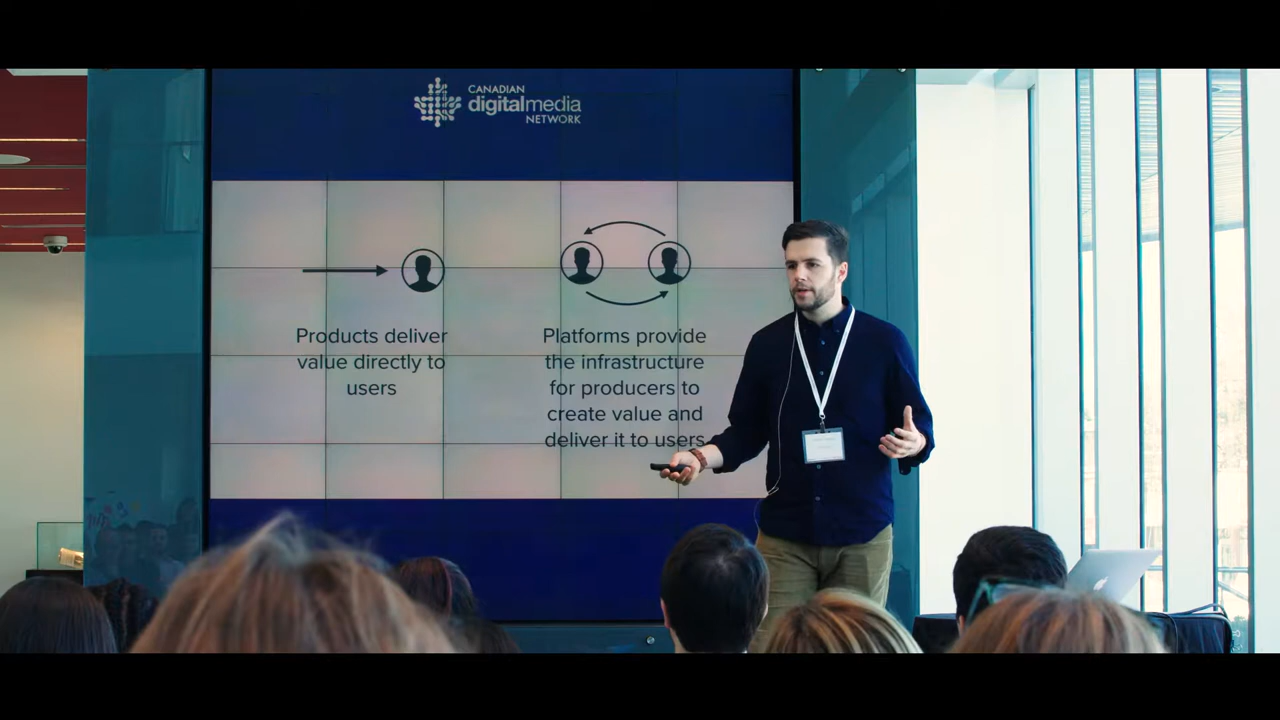 CANADIAN
digitalmedia
NETWORK
Products deliver
value directly to
users
Platforms provide
the infrastructure
for producers to
create value and
deliver it to users